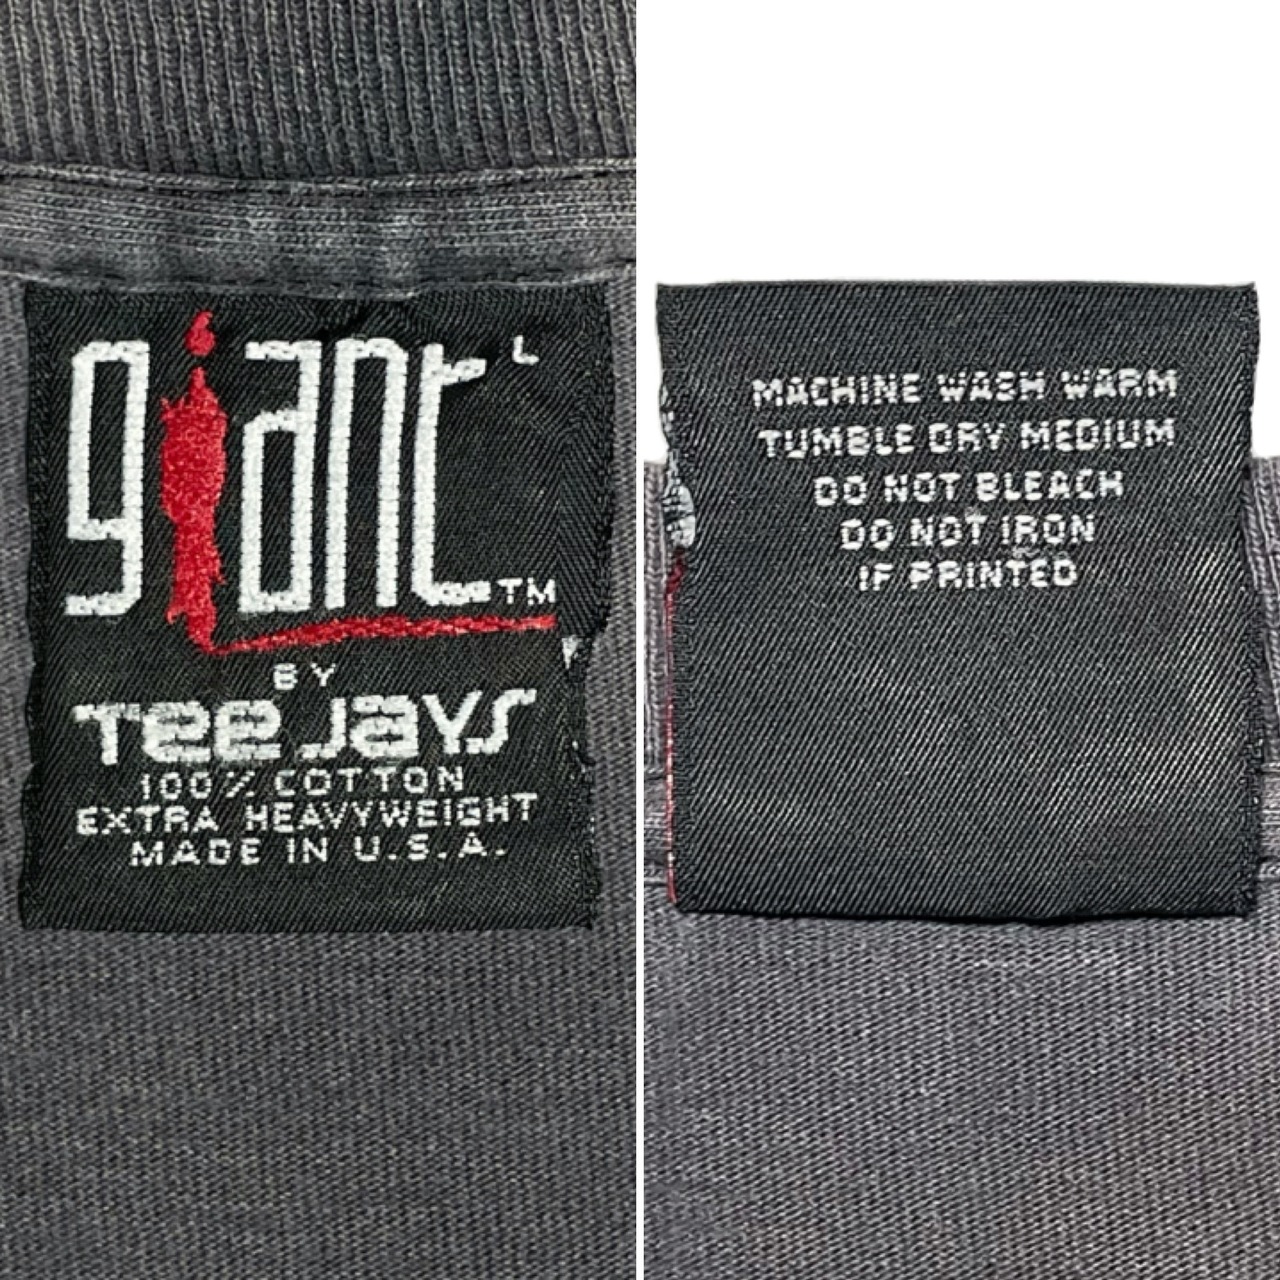 giant L
TM
BY
Tee Jays
100% COTTON
EXTRA HEAVYWEIGHT
MADE IN U.S.A.
MACHINE WASH WARM
TUMBLE DRY MEDIUM
DO NOT BLEACH
DO NOT IRON
IF PRINTED